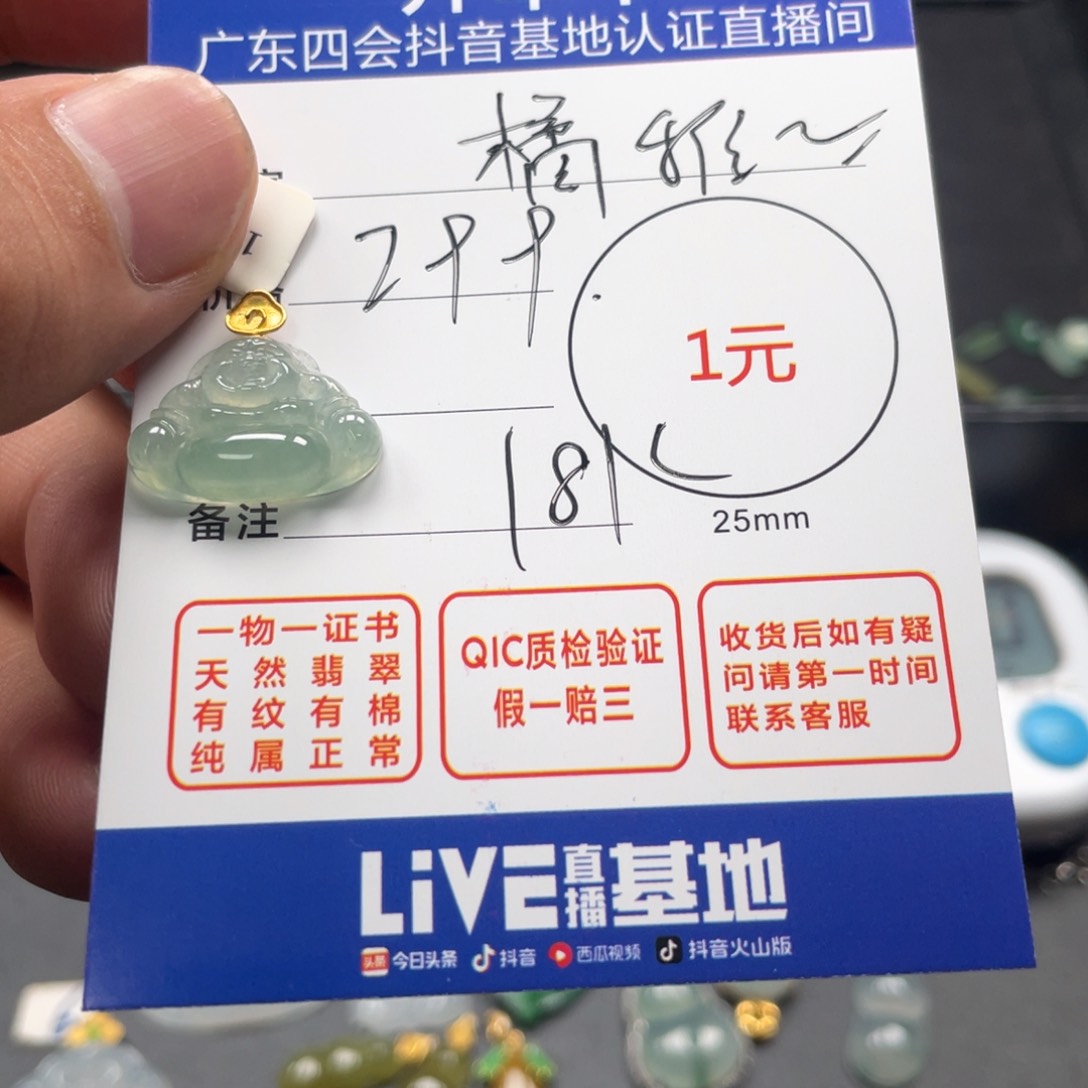 广东四会抖音基地认证直播间
橘
299
1元
181
备注
25mm
一物一证书
天然翡翠
有纹有棉
纯属正常
QIC质检验证
假一赔三
收货后如有疑
问请第一时间
联系客服
LiVE直播基地
头条 今日头条 抖音 西瓜视频 抖音火山版